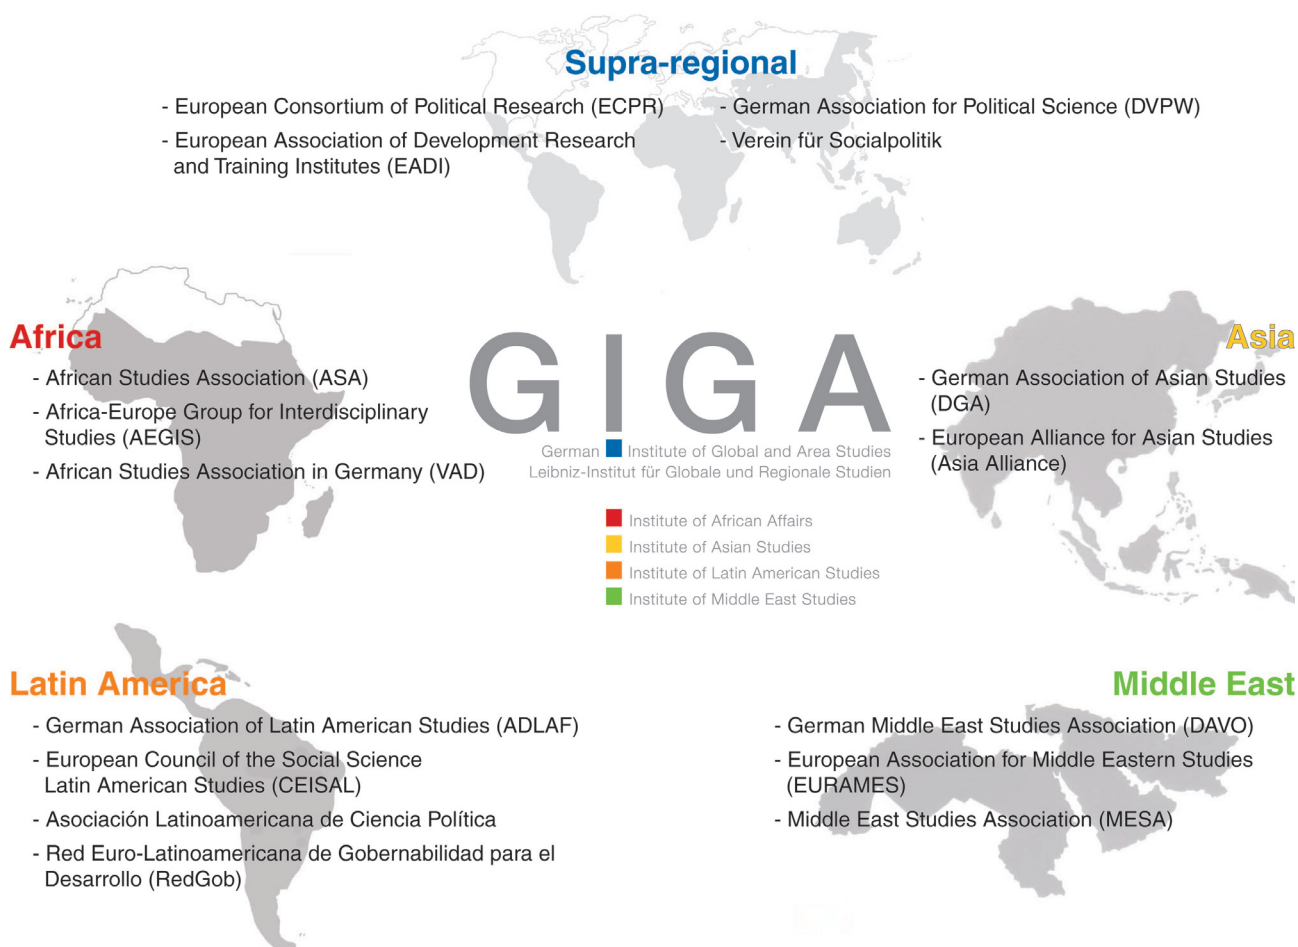 Supra-regional
- European Consortium of Political Research (ECPR)
- European Association of Development Research
and Training Institutes (EADI)
- German Association for Political Science (DVPW)
- Verein für Socialpolitik
Africa
- African Studies Association (ASA)
- Africa-Europe Group for Interdisciplinary
Studies (AEGIS)
- African Studies Association in Germany (VAD)
GIGA
German Institute of Global and Area Studies
Leibniz-Institut für Globale und Regionale Studien
Institute of African Affairs
Institute of Asian Studies
Institute of Latin American Studies
Institute of Middle East Studies
Asia
- German Association of Asian Studies
(DGA)
- European Alliance for Asian Studies
(Asia Alliance)
Latin America
- German Association of Latin American Studies (ADLAF)
- European Council of the Social Science
Latin American Studies (CEISAL)
- Asociación Latinoamericana de Ciencia Política
- Red Euro-Latinoamericana de Gobernabilidad para el
Desarrollo (RedGob)
Middle East
- German Middle East Studies Association (DAVO)
- European Association for Middle Eastern Studies
(EURAMES)
- Middle East Studies Association (MESA)